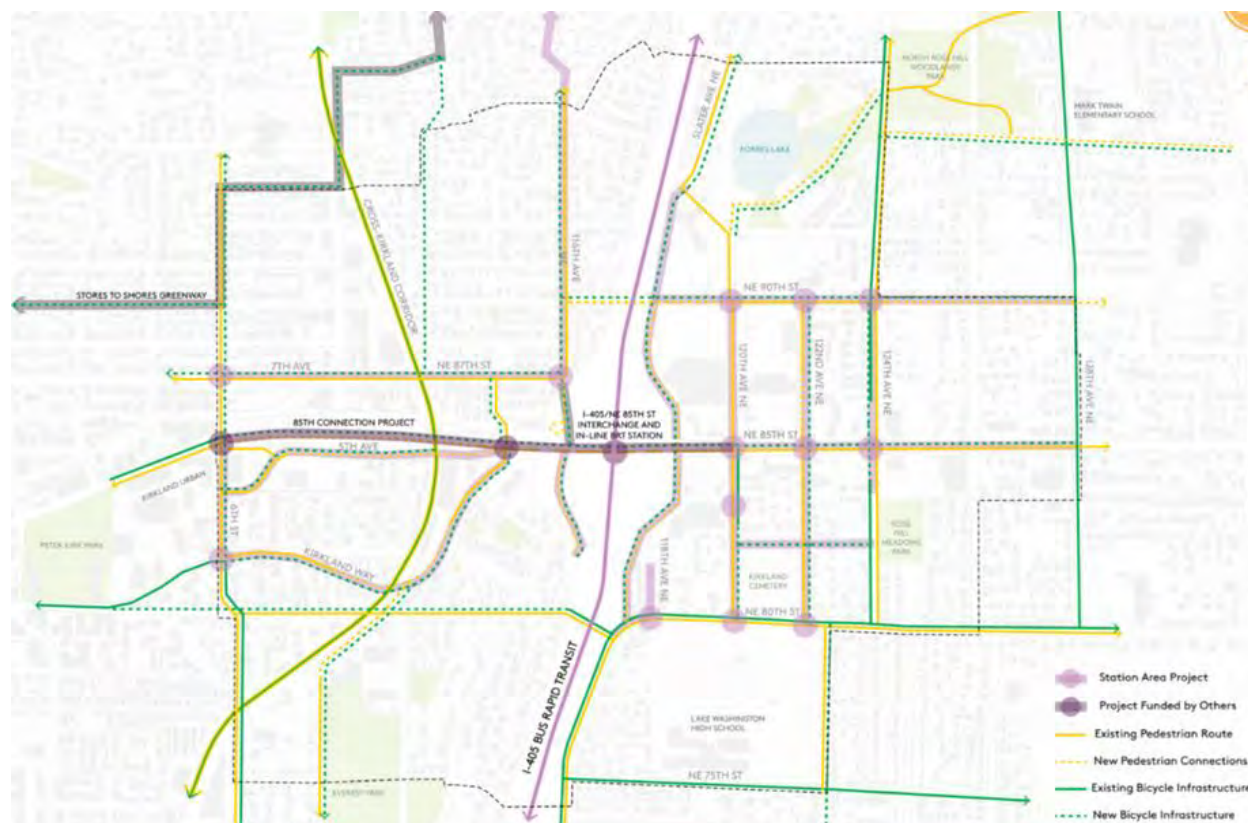 NORTH ROSE HILL
WOODLANDS
PARK
MARK TWAIN
ELEMENTARY SCHOOL
SLATER AVE NE
FORBES LAKE
CROSS KIRKLAND CORRIDOR
116TH AVE
STORES TO SHORES GREENWAY
NE 90TH ST
7TH AVE
NE 87TH ST
120TH AVE NE
122ND AVE NE
124TH AVE NE
128TH AVE NE
85TH CONNECTION PROJECT
I-405/NE 85TH ST
INTERCHANGE AND
IN-LINE BRT STATION
NE 85TH ST
5TH AVE
KIRKLAND URBAN
6TH ST
PETER KIRK PARK
KIRKLAND WAY
118TH AVE NE
ROSE
HILL
MEADOWS
PARK
KIRKLAND
CEMETERY
NE 80TH ST
I-405 BUS RAPID TRANSIT
LAKE WASHINGTON
HIGH SCHOOL
NE 75TH ST
EVEREST PARK
Station Area Project
Project Funded by Others
Existing Pedestrian Route
New Pedestrian Connections
Existing Bicycle Infrastructure
New Bicycle Infrastructure